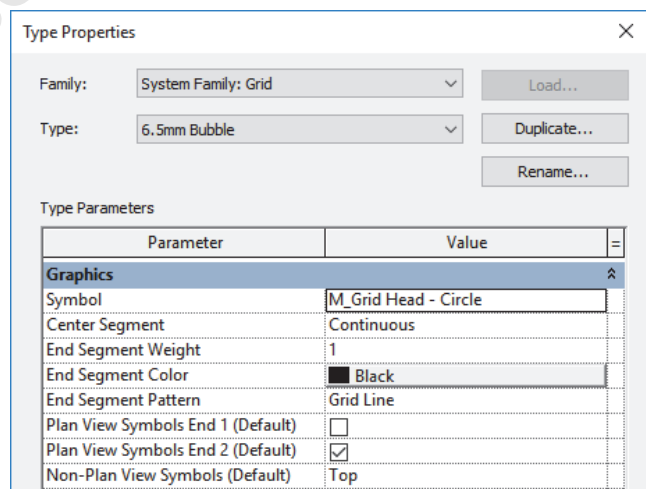 Type Properties
Family: System Family: Grid Load...
Type: 6.5mm Bubble Duplicate...
Rename...
Type Parameters
Parameter Value =
Graphics
Symbol M_Grid Head - Circle
Center Segment Continuous
End Segment Weight 1
End Segment Color Black
End Segment Pattern Grid Line
Plan View Symbols End 1 (Default)
Plan View Symbols End 2 (Default)
Non-Plan View Symbols (Default) Top